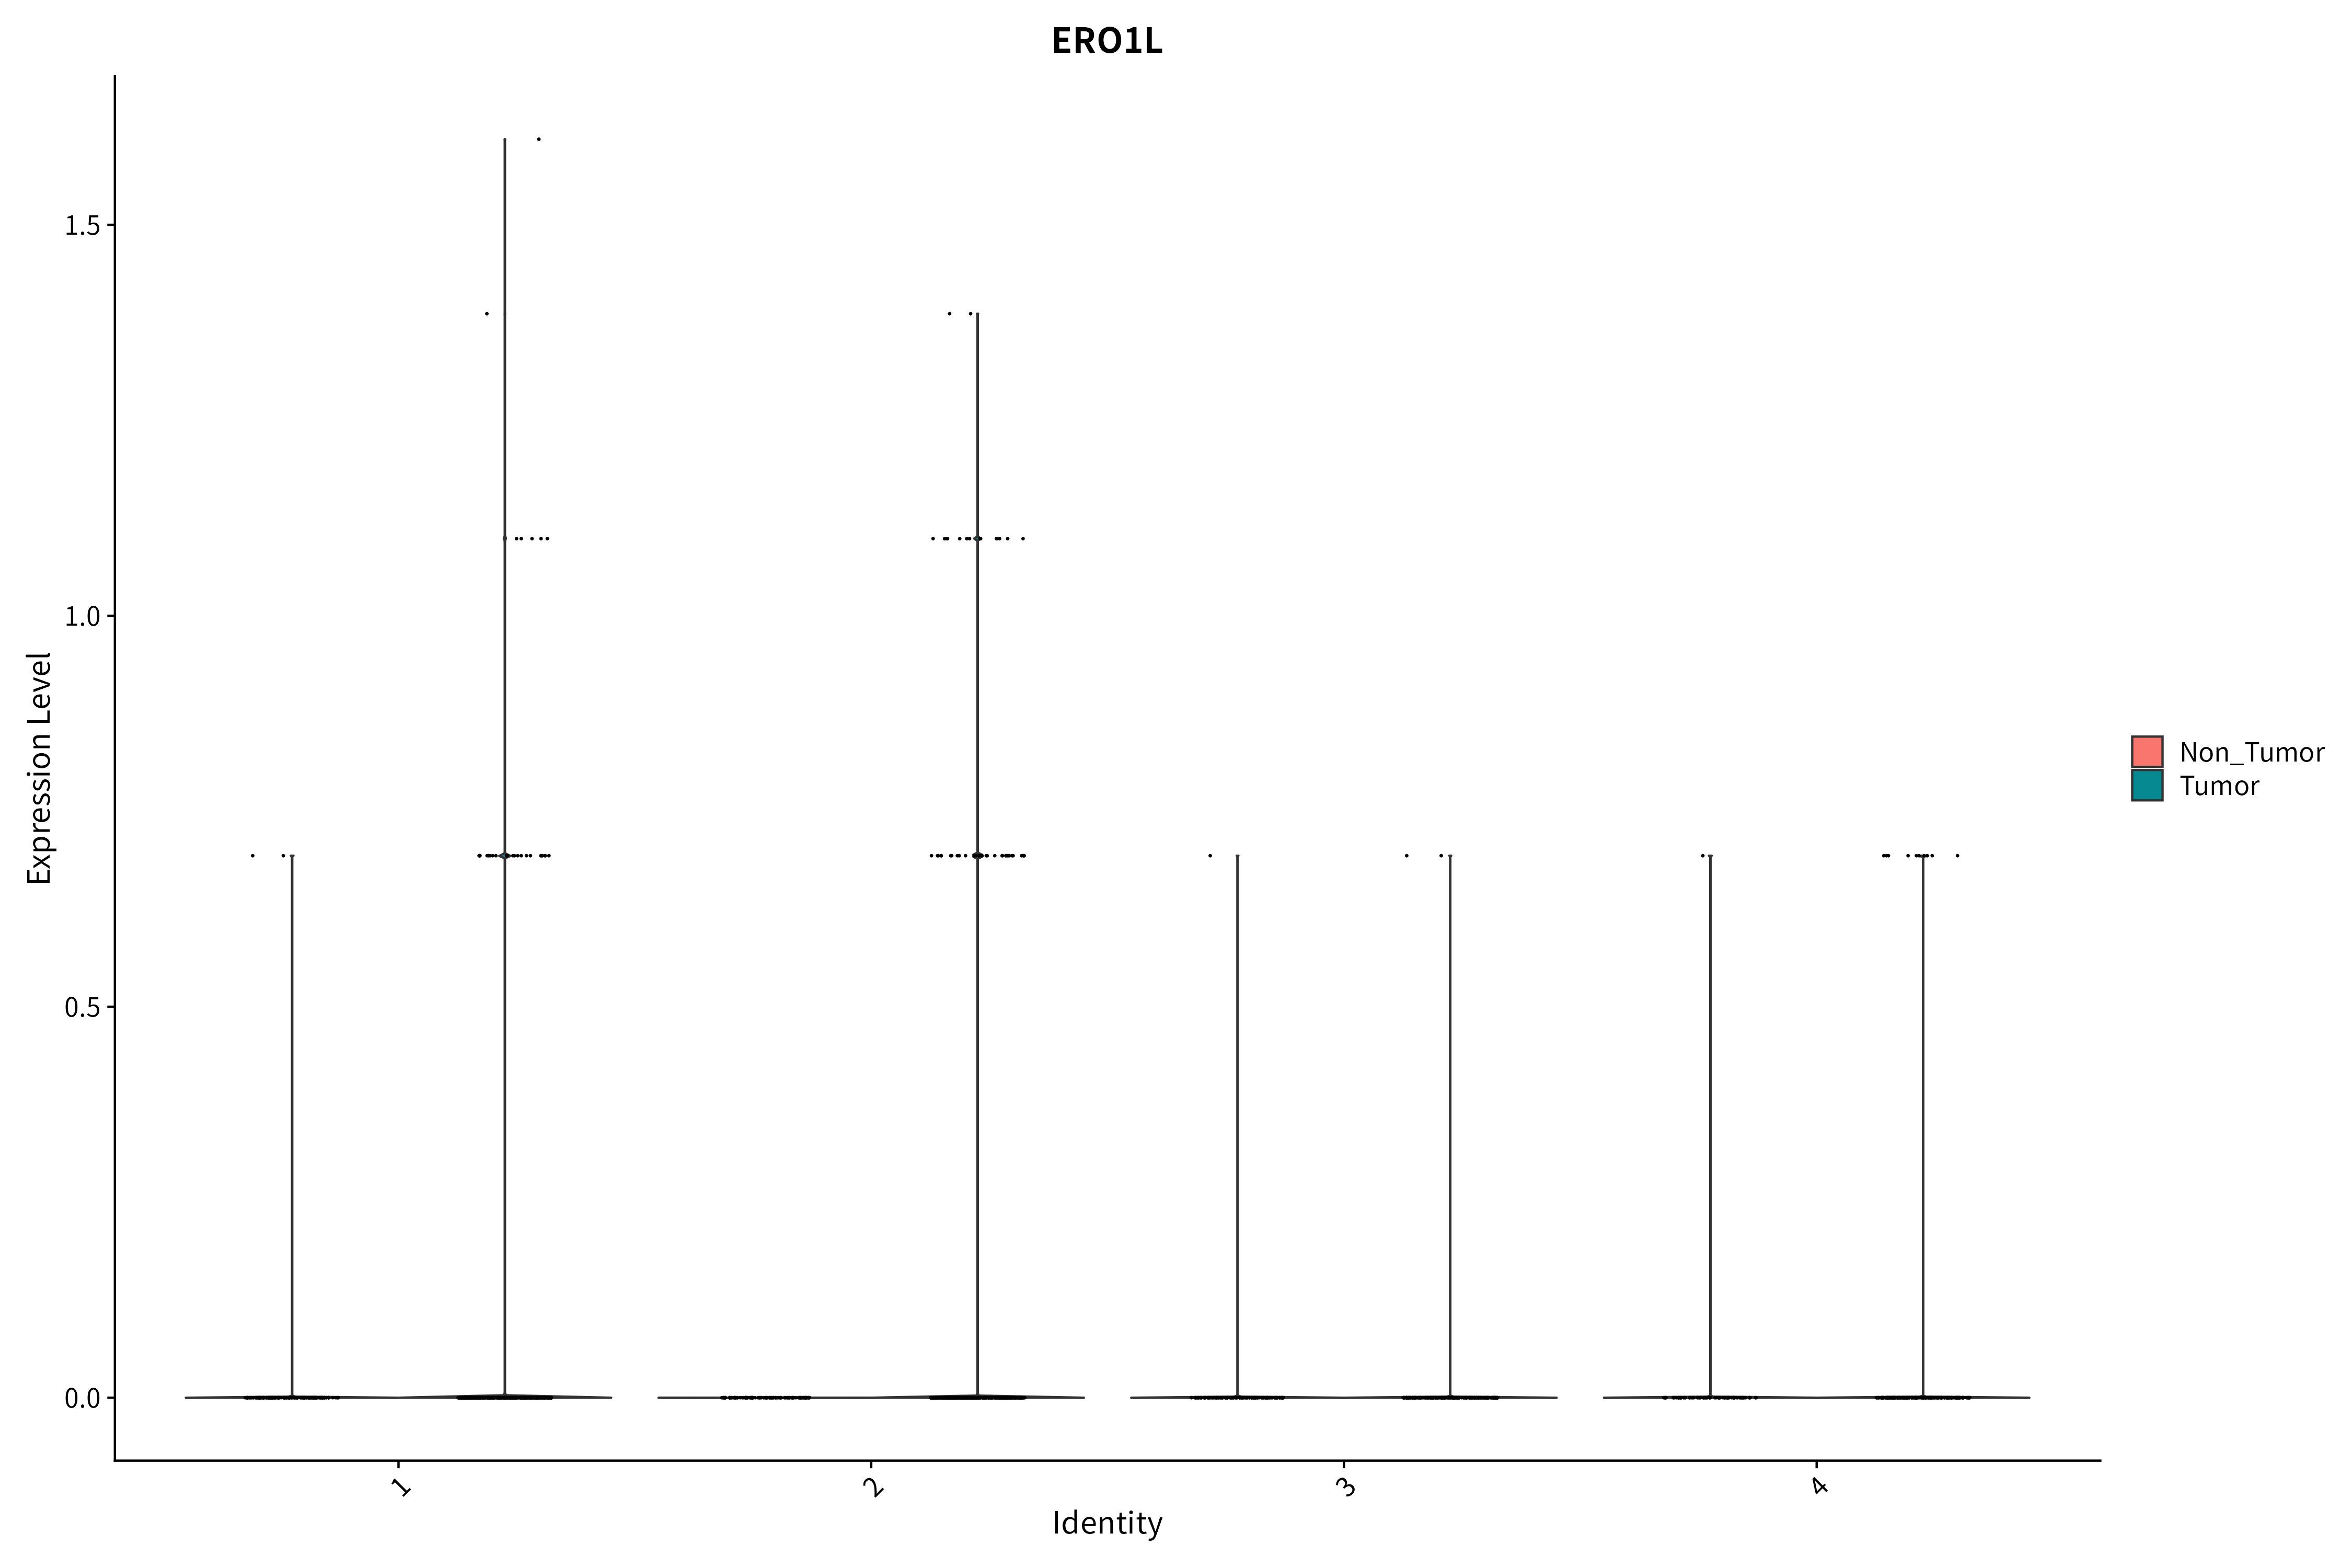 ERO1L
Expression Level
1.5
1.0
0.5
0.0
1
2
3
4
Identity
Non_Tumor
Tumor